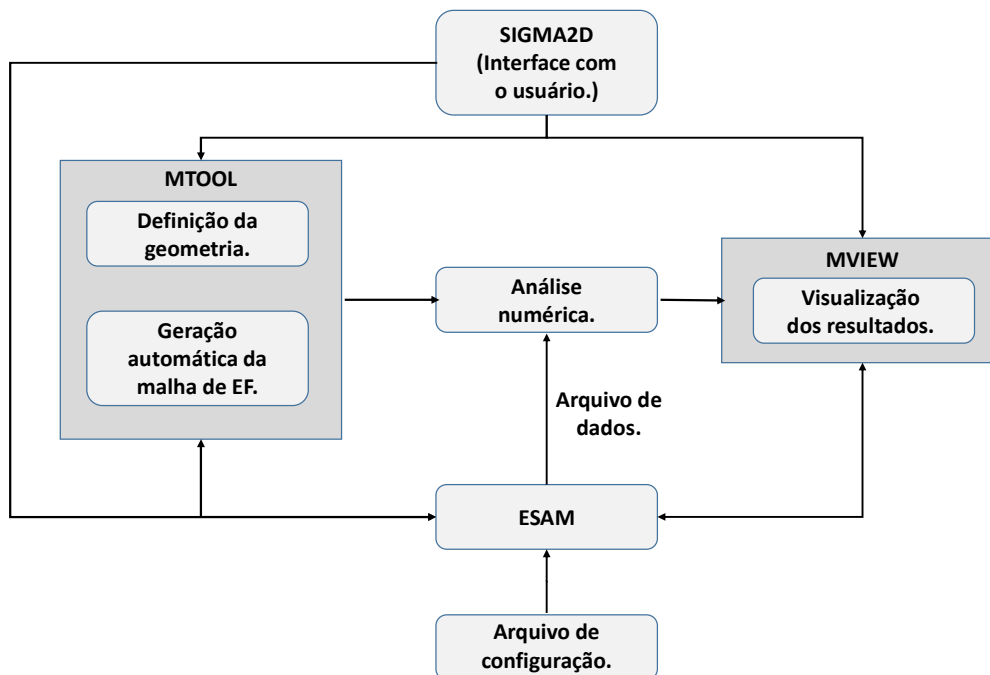 SIGMA2D
(Interface com
o usuário.)
MTOOL
Definição da
geometria.
Geração
automática da
malha de EF.
Análise
numérica.
MVIEW
Visualização
dos resultados.
Arquivo de
dados.
ESAM
Arquivo de
configuração.